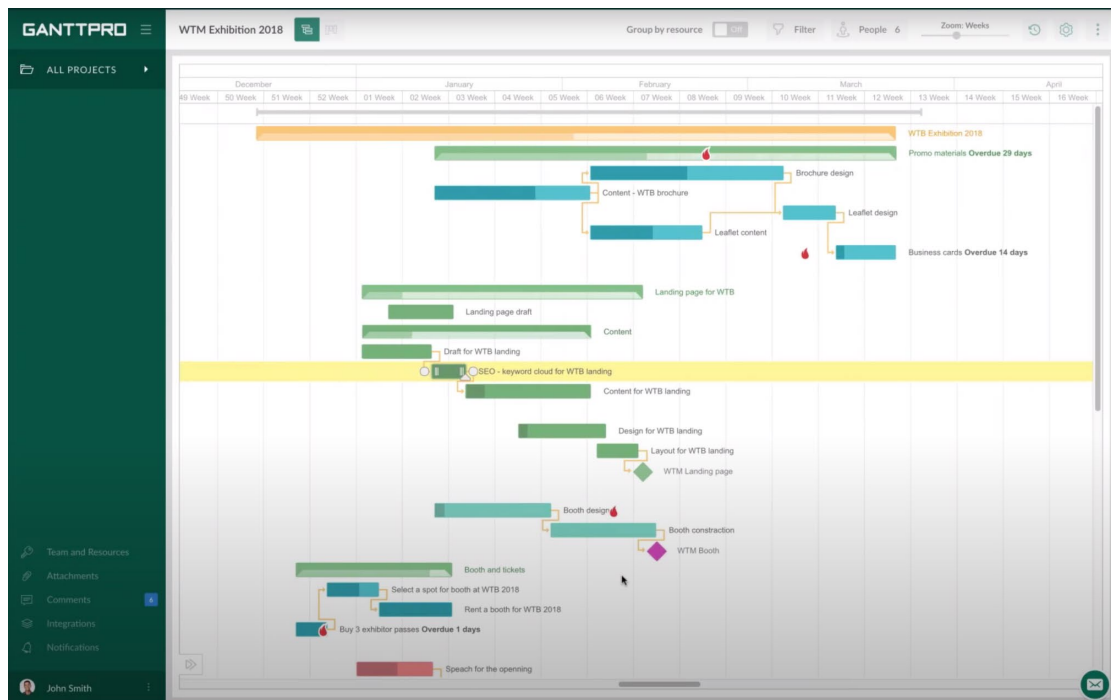 GANTTPRO
WTM Exhibition 2018
Group by resource
Off
Filter
People 6
Zoom: Weeks
ALL PROJECTS
December January February March April
49 Week 50 Week 51 Week 52 Week 01 Week 02 Week 03 Week 04 Week 05 Week 06 Week 07 Week 08 Week 09 Week 10 Week 11 Week 12 Week 13 Week 14 Week 15 Week 16 Week
WTB Exhibition 2018
Promo materials Overdue 29 days
Brochure design
Content - WTB brochure
Leaflet design
Leaflet content
Business cards Overdue 14 days
Landing page for WTB
Landing page draft
Content
Draft for WTB landing
SEO - keyword cloud for WTB landing
Content for WTB landing
Design for WTB landing
Layout for WTB landing
WTM Landing page
Booth design
Booth constraction
WTM Booth
Booth and tickets
Select a spot for booth at WTB 2018
Rent a booth for WTB 2018
Buy 3 exhibitor passes Overdue 1 days
Speach for the openning
Team and Resources
Attachments
Comments 6
Integrations
Notifications
John Smith